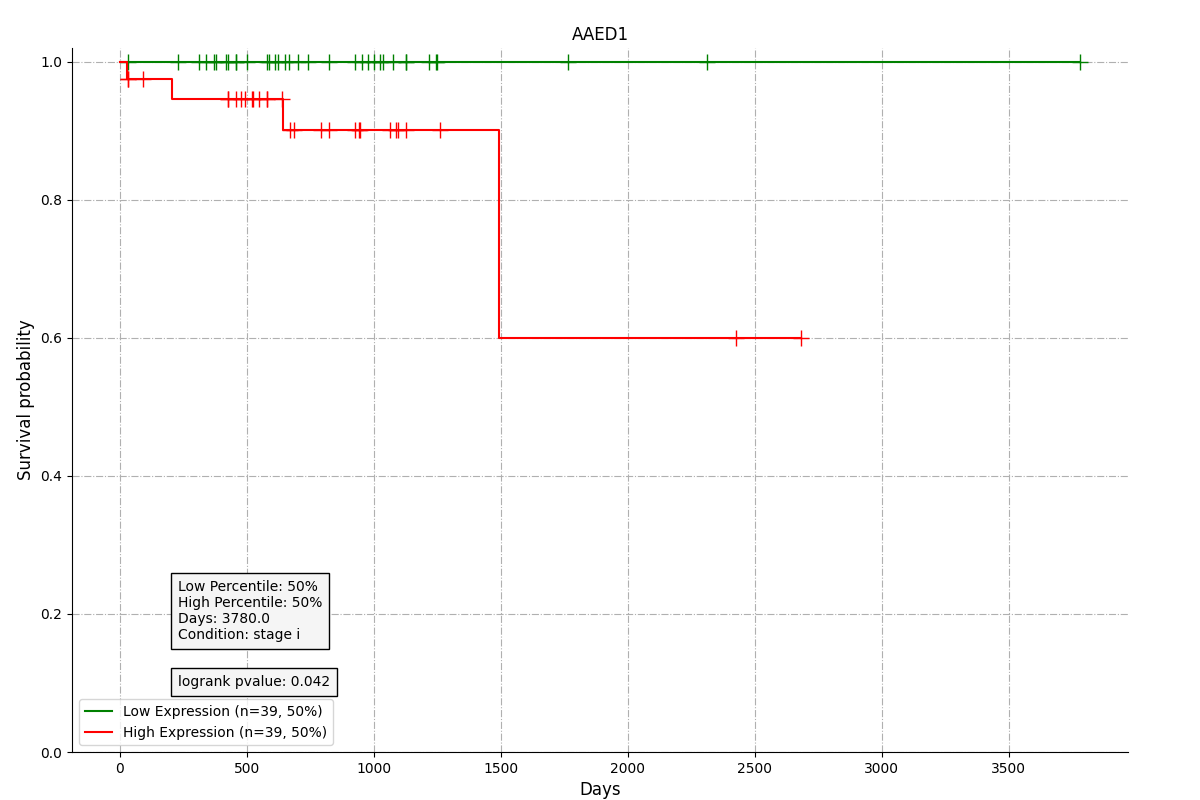 AAED1
Survival probability
1.0
0.8
0.6
0.4
0.2
0.0
Low Percentile: 50%
High Percentile: 50%
Days: 3780.0
Condition: stage i
logrank pvalue: 0.042
Low Expression (n=39, 50%)
High Expression (n=39, 50%)
0 500 1000 1500 2000 2500 3000 3500
Days